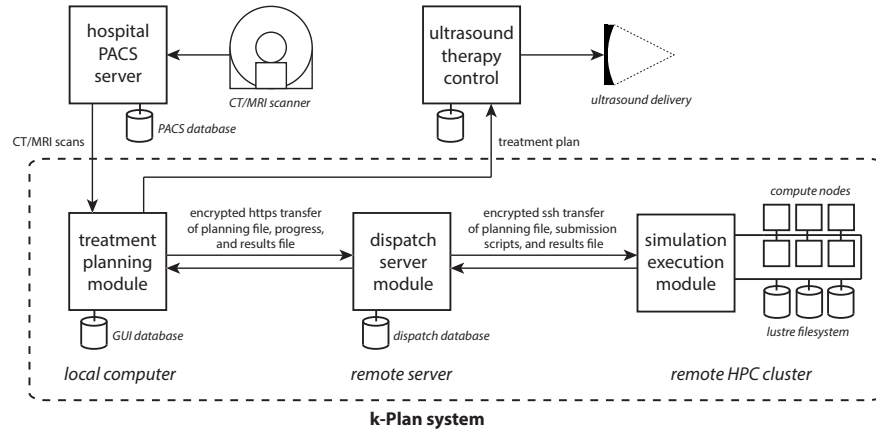 hospital
PACS
server
CT/MRI scanner
PACS database
ultrasound
therapy
control
ultrasound delivery
CT/MRI scans
treatment plan
treatment
planning
module
encrypted https transfer
of planning file, progress,
and results file
dispatch
server
module
encrypted ssh transfer
of planning file, submission
scripts, and results file
simulation
execution
module
compute nodes
lustre filesystem
GUI database
dispatch database
local computer
remote server
remote HPC cluster
k-Plan system